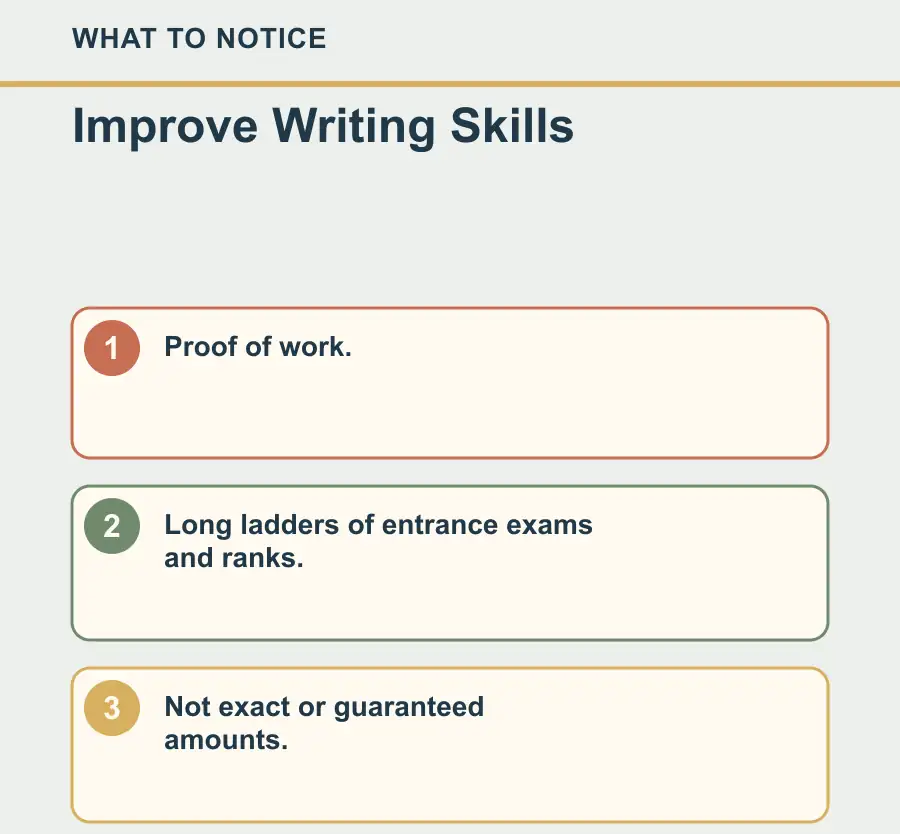 WHAT TO NOTICE
Improve Writing Skills
1
Proof of work.
2
Long ladders of entrance exams
and ranks.
3
Not exact or guaranteed
amounts.